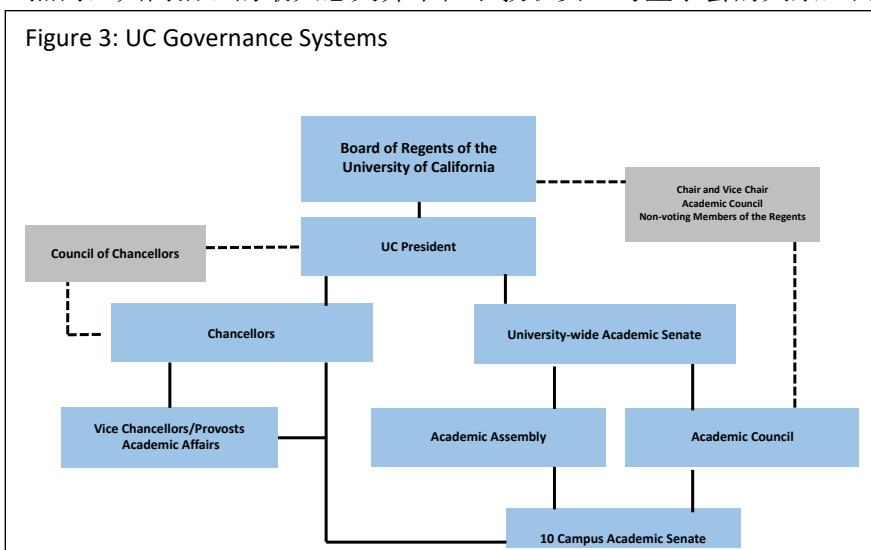 Figure 3: UC Governance Systems
Board of Regents of the
University of California
Chair and Vice Chair
Academic Council
Non-voting Members of the Regents
Council of Chancellors
UC President
Chancellors
University-wide Academic Senate
Vice Chancellors/Provosts
Academic Affairs
Academic Assembly
Academic Council
10 Campus Academic Senate